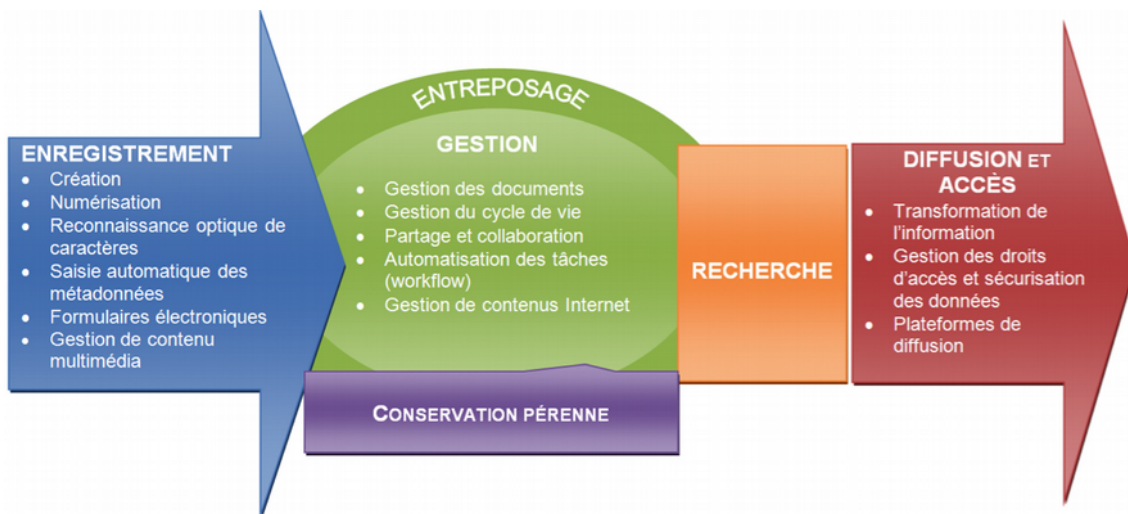 ENREGISTREMENT
• Création
• Numérisation
• Reconnaissance optique de
caractères
• Saisie automatique des
métadonnées
• Formulaires électroniques
• Gestion de contenu
multimédia
ENTREPOSAGE
GESTION
• Gestion des documents
• Gestion du cycle de vie
• Partage et collaboration
• Automatisation des tâches
(workflow)
• Gestion de contenus Internet
CONSERVATION PÉRENNE
RECHERCHE
DIFFUSION ET
ACCÈS
• Transformation de
l'information
• Gestion des droits
d'accès et sécurisation
des données
• Plateformes de
diffusion